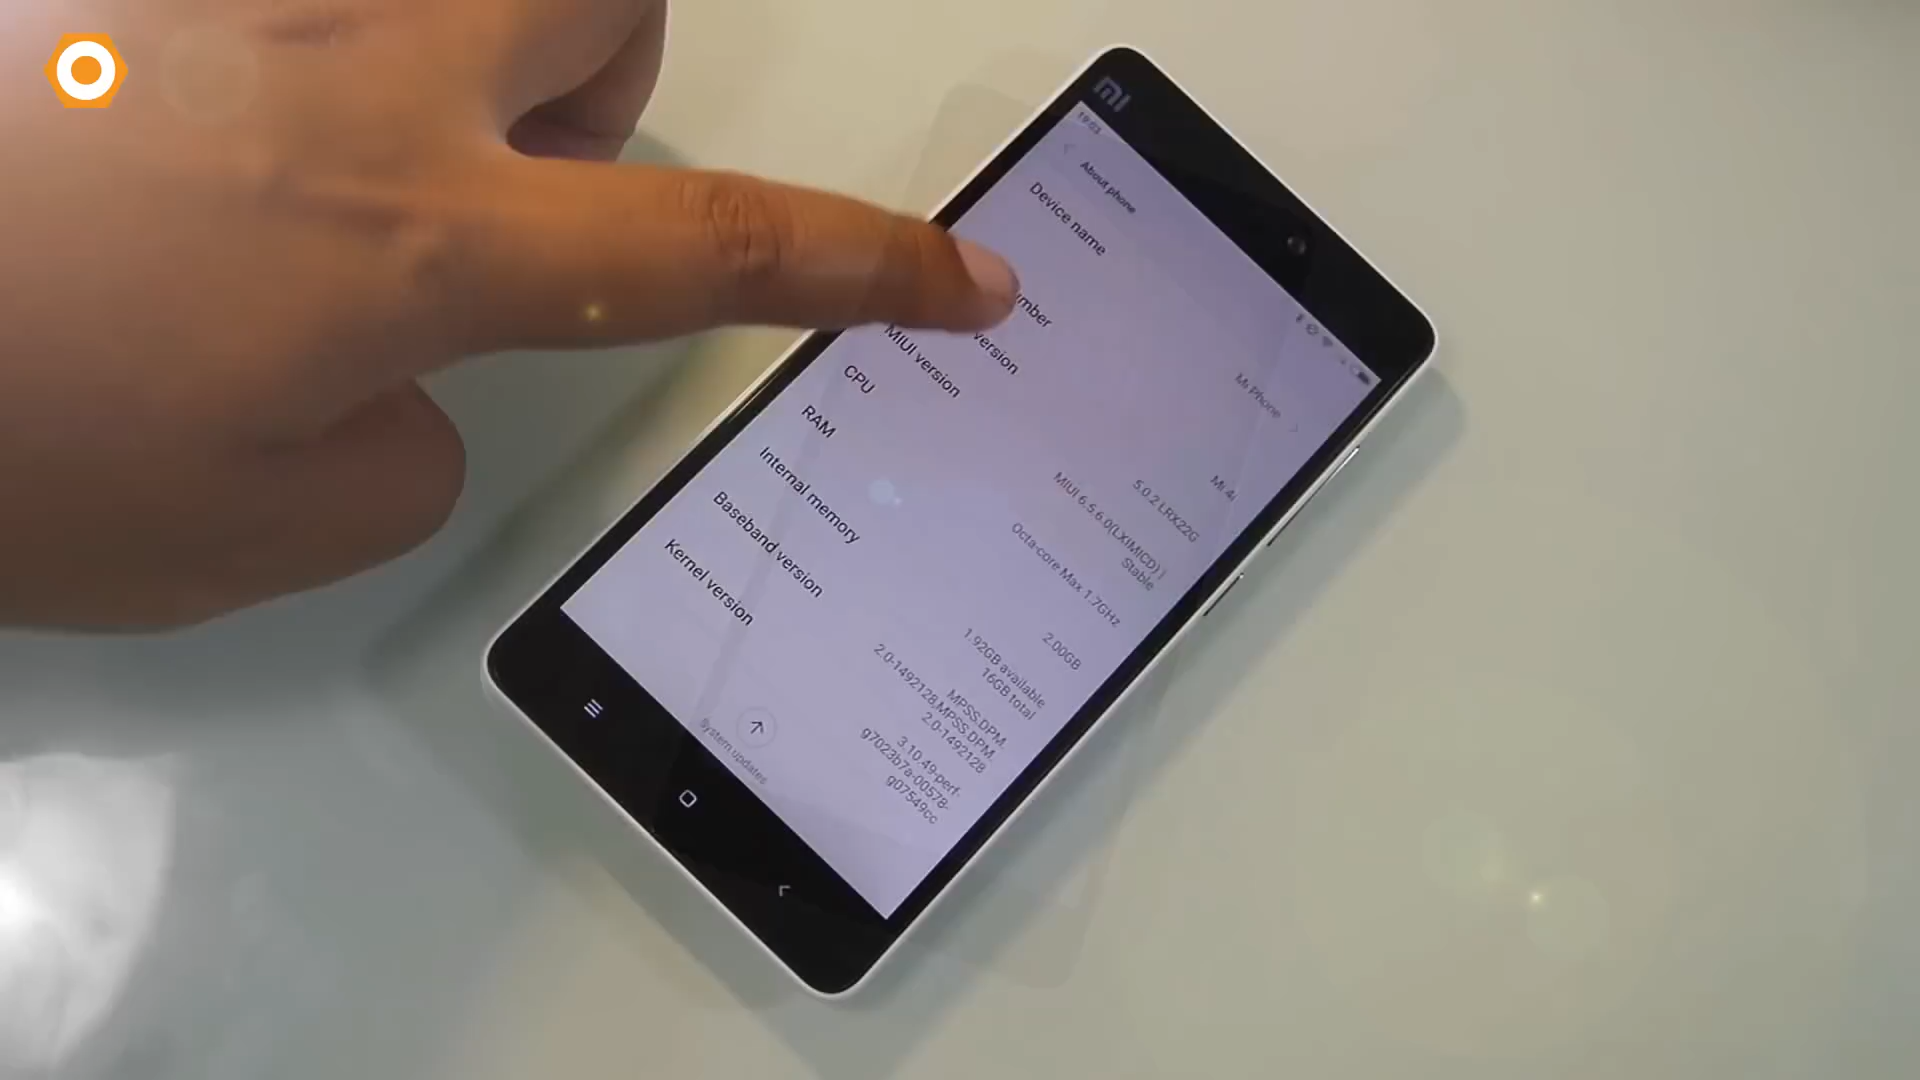 mi
19:03
About phone
Device name
Mi Phone
umber
Mi 4i
version
5.0.2 LRX22G
MIUI version
MIUI 6.5.6.0(LXIMICD) |
Stable
CPU
Octa-core Max 1.7GHz
RAM
2.00GB
Internal memory
1.92GB available
16GB total
Baseband version
MPSS.DPM.
2.0-1492128,MPSS.DPM.
2.0-1492128
Kernel version
3.10.49-perf-
g7023b7a-00578-
g07549cc
System updates